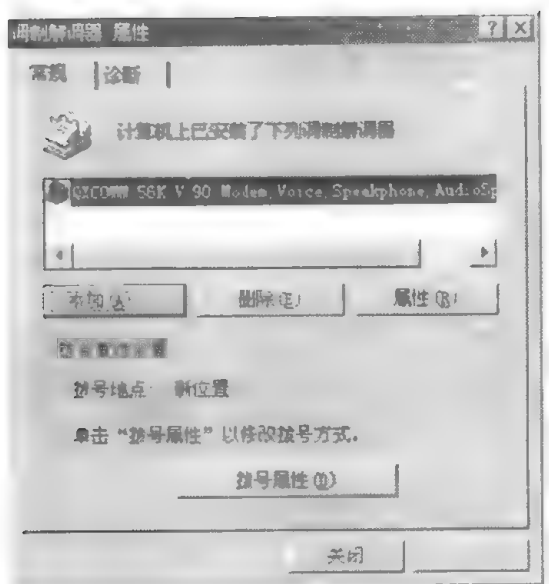 调制解调器 属性
常规 诊断
计算机上已安装了下列调制解调器
QXCOMM 56K V 90 Modem,Voice,Speakphone,AudioSp
添加(A) 删除(E) 属性(R)
拨号地点: 新位置
单击“拨号属性”以修改拨号方式.
拨号属性(D)
关闭